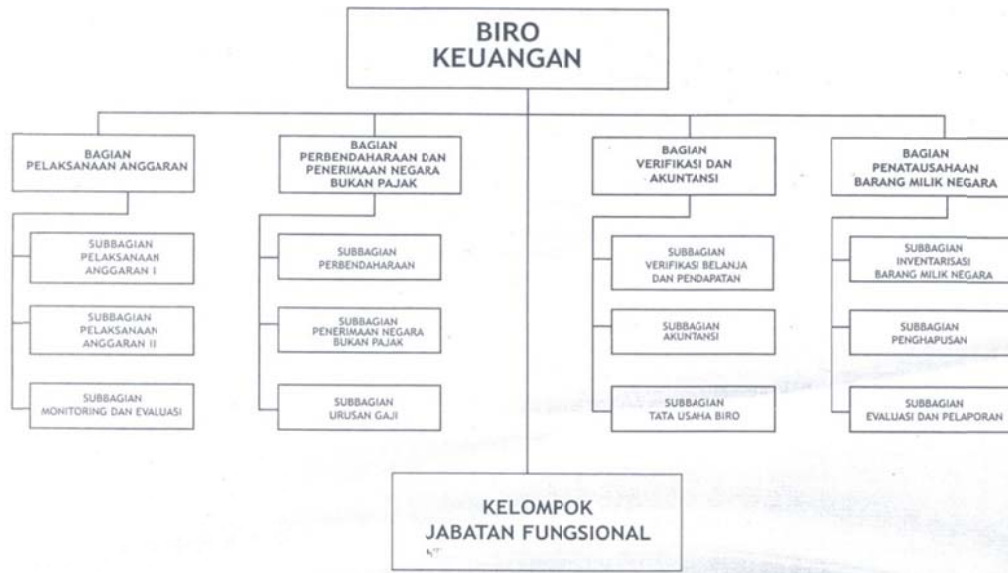 BIRO
KEUANGAN
BAGIAN
PELAKSANAAN ANGGARAN
BAGIAN
PERBENDAHARAAN DAN
PENERIMAAN NEGARA
BUKAN PAJAK
BAGIAN
VERIFIKASI DAN
AKUNTANSI
BAGIAN
PENATAUSAHAAN
BARANG MILIK NEGARA
SUBBAGIAN
PELAKSANAAN
ANGGARAN I
SUBBAGIAN
PERBENDAHARAAN
SUBBAGIAN
VERIFIKASI BELANJA
DAN PENDAPATAN
SUBBAGIAN
INVENTARISASI
BARANG MILIK NEGARA
SUBBAGIAN
PELAKSANAAN
ANGGARAN II
SUBBAGIAN
PENERIMAAN NEGARA
BUKAN PAJAK
SUBBAGIAN
AKUNTANSI
SUBBAGIAN
PENGHAPUSAN
SUBBAGIAN
MONITORING DAN EVALUASI
SUBBAGIAN
URUSAN GAJI
SUBBAGIAN
TATA USAHA BIRO
SUBBAGIAN
EVALUASI DAN PELAPORAN
KELOMPOK
JABATAN FUNGSIONAL